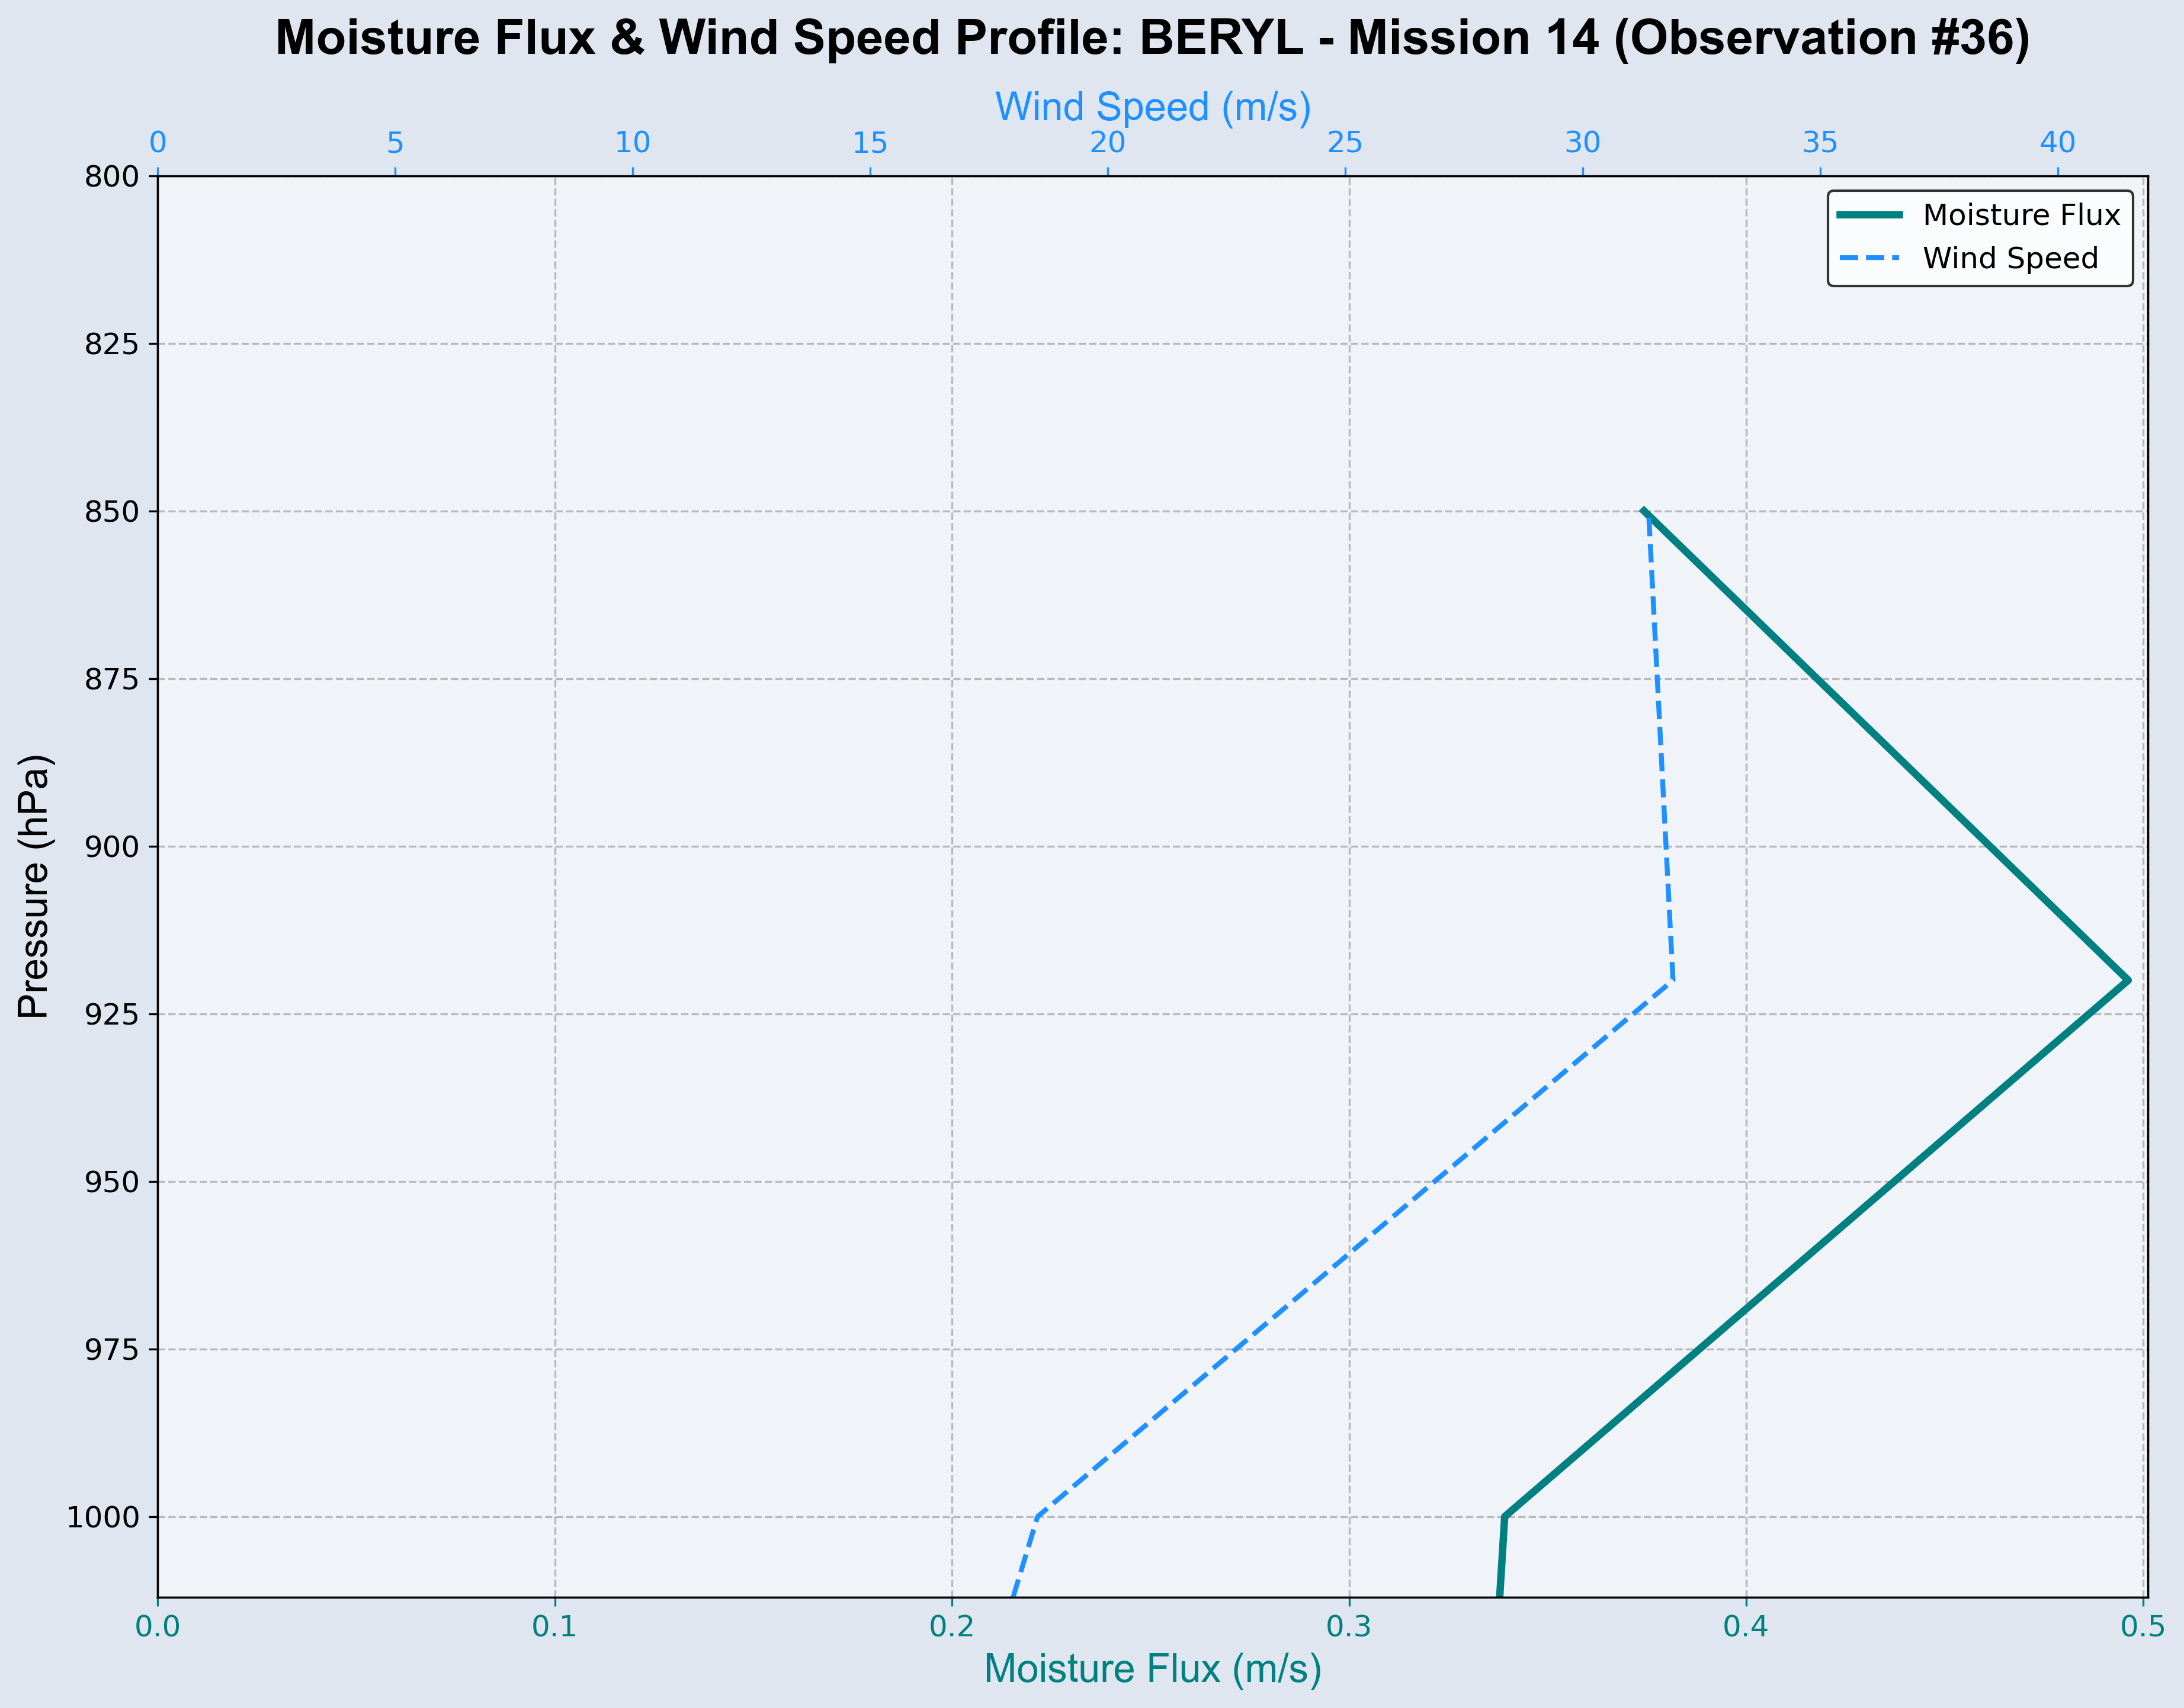 Moisture Flux & Wind Speed Profile: BERYL - Mission 14 (Observation #36)
Wind Speed (m/s)
0 5 10 15 20 25 30 35 40
Moisture Flux
Wind Speed
800
825
850
875
900
925
950
975
1000
Pressure (hPa)
0.0 0.1 0.2 0.3 0.4 0.5
Moisture Flux (m/s)